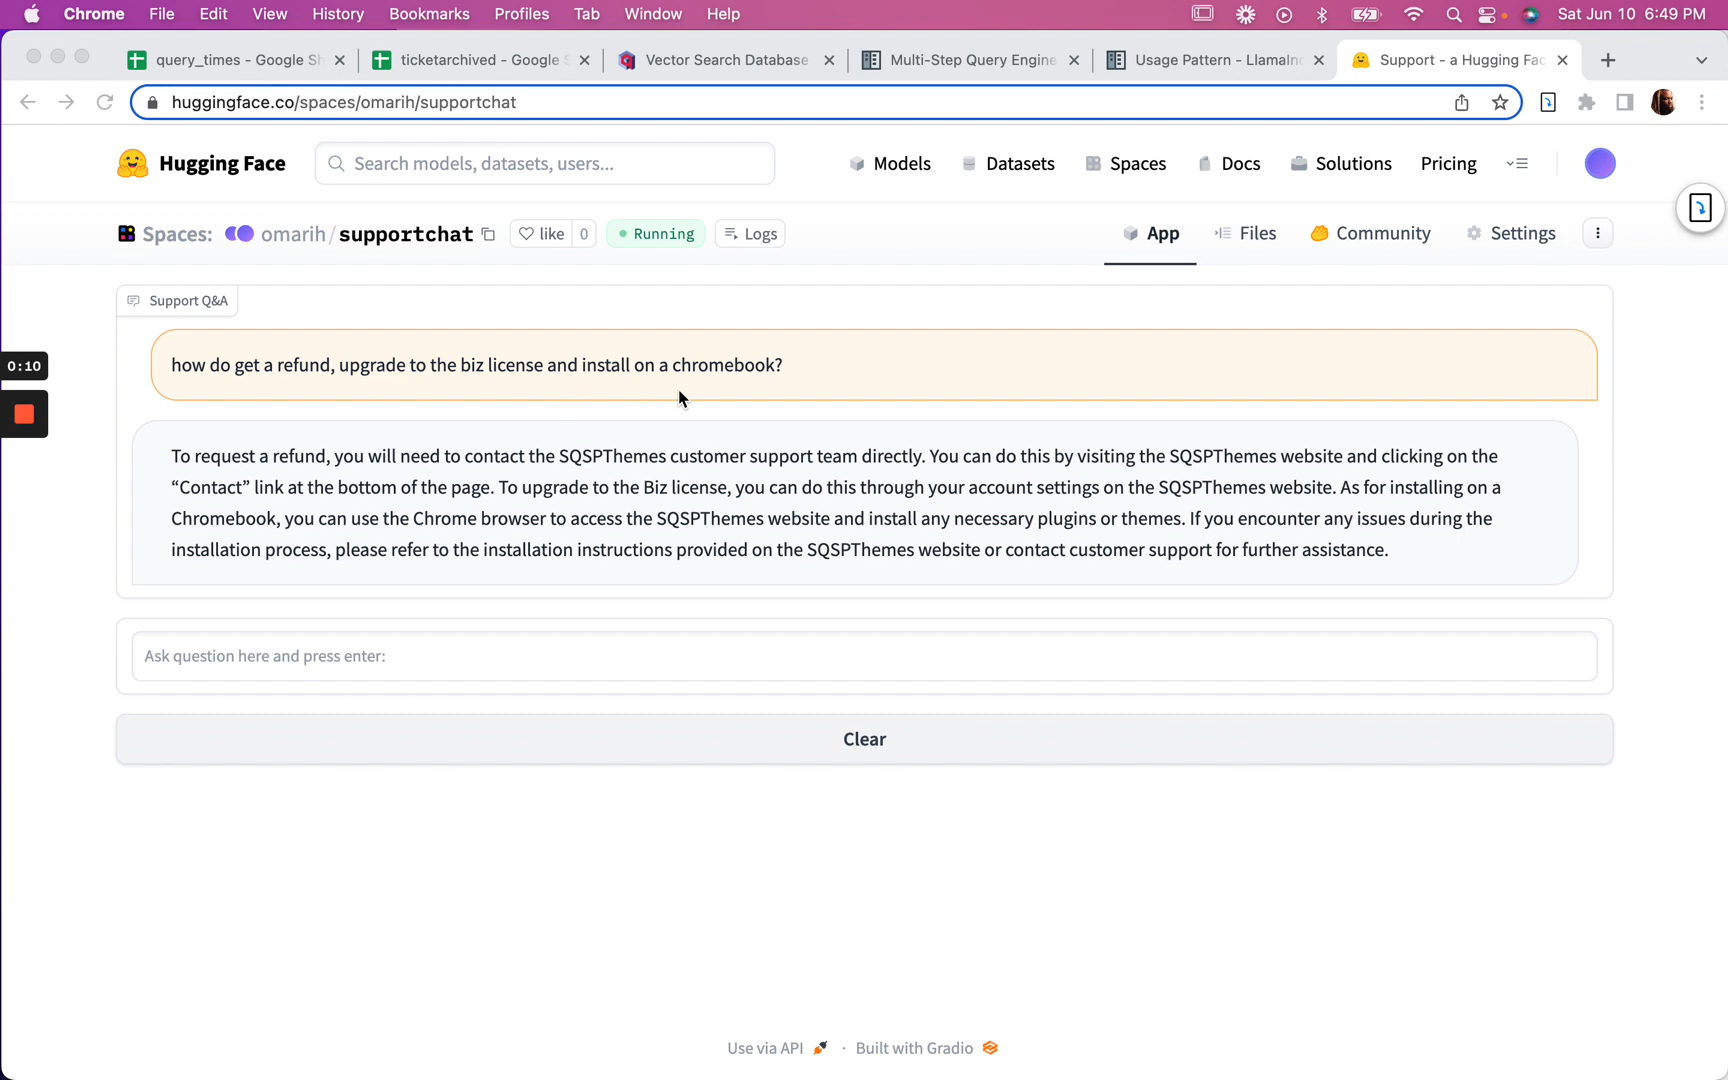 Chrome File Edit View History Bookmarks Profiles Tab Window Help Sat Jun 10 6:49 PM
query_times - Google Sh ticketarchived - Google S Vector Search Database Multi-Step Query Engine Usage Pattern - LlamaInd Support - a Hugging Fac
huggingface.co/spaces/omarih/supportchat
Hugging Face Search models, datasets, users... Models Datasets Spaces Docs Solutions Pricing
Spaces: omarih/supportchat like 0 Running Logs App Files Community Settings
Support Q&A
0:10
how do get a refund, upgrade to the biz license and install on a chromebook?
To request a refund, you will need to contact the SQSPThemes customer support team directly. You can do this by visiting the SQSPThemes website and clicking on the
“Contact” link at the bottom of the page. To upgrade to the Biz license, you can do this through your account settings on the SQSPThemes website. As for installing on a
Chromebook, you can use the Chrome browser to access the SQSPThemes website and install any necessary plugins or themes. If you encounter any issues during the
installation process, please refer to the installation instructions provided on the SQSPThemes website or contact customer support for further assistance.
Ask question here and press enter:
Clear
Use via API · Built with Gradio